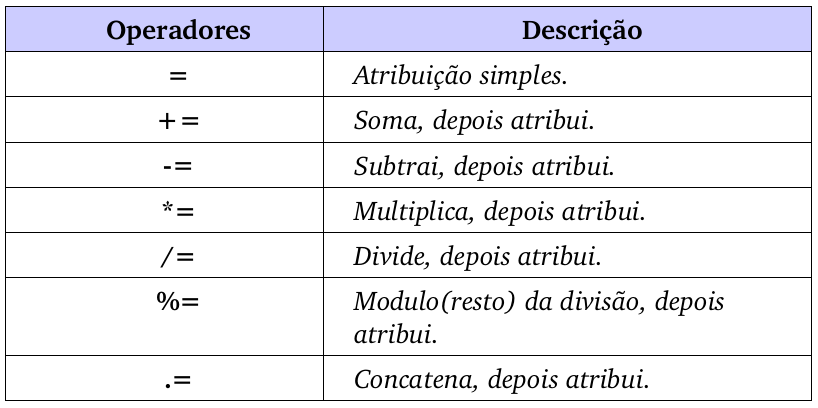 Operadores Descrição
= Atribuição simples.
+= Soma, depois atribui.
-= Subtrai, depois atribui.
*= Multiplica, depois atribui.
/= Divide, depois atribui.
%= Modulo(resto) da divisão, depois
atribui.
.= Concatena, depois atribui.